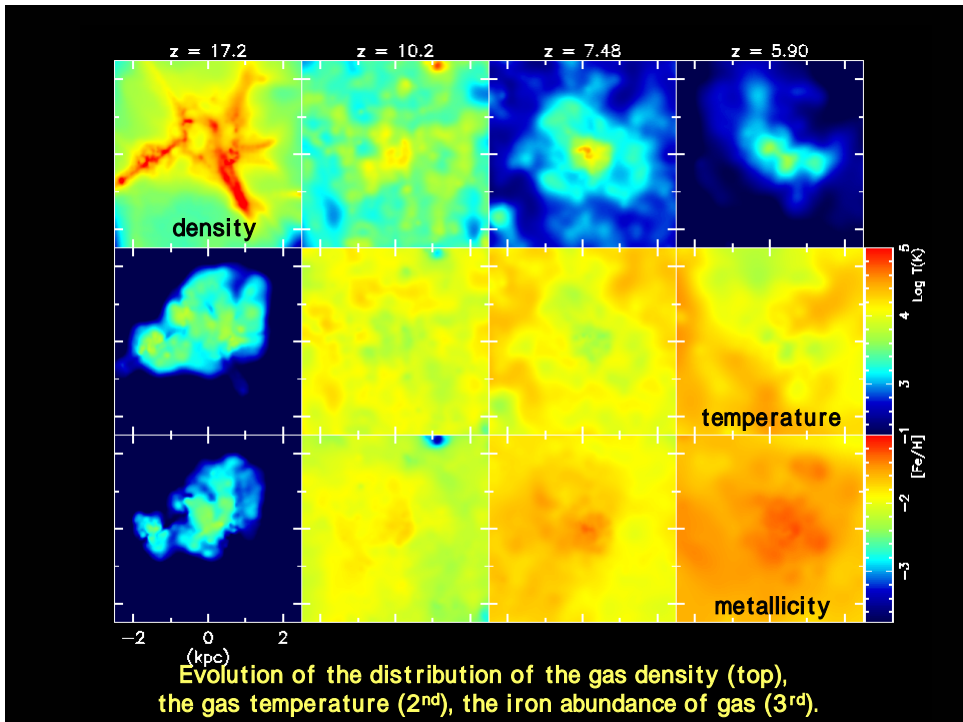 z = 17.2 z = 10.2 z = 7.48 z = 5.90
density
5
Log T(K)
4
3
temperature
−1
[Fe/H]
−2
−3
metallicity
−2 0 2
(kpc)
Evolution of the distribution of the gas density (top),
the gas temperature (2nd), the iron abundance of gas (3rd).